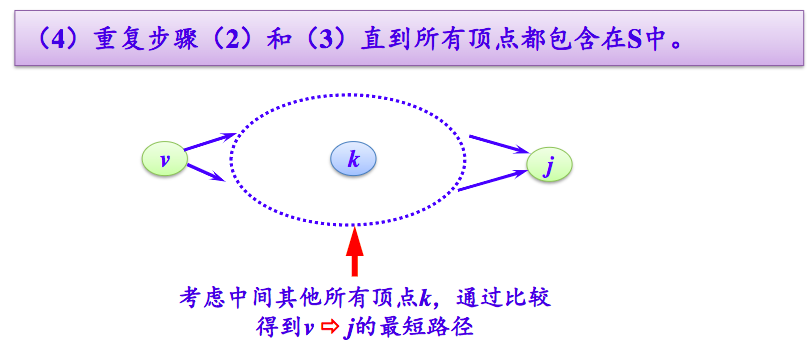 （4）重复步骤（2）和（3）直到所有顶点都包含在S中。
v
k
j
考虑中间其他所有顶点k，通过比较
得到v ⇨ j的最短路径